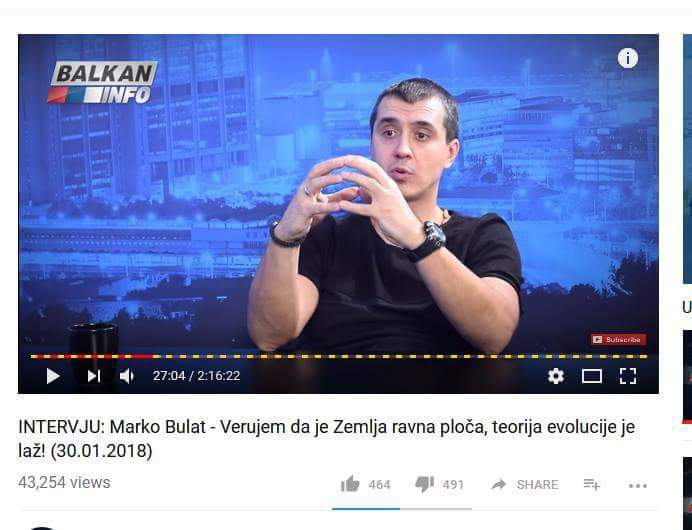 BALKAN
INFO
Subscribe
27:04 / 2:16:22
INTERVJU: Marko Bulat - Verujem da je Zemlja ravna ploča, teorija evolucije je
laž! (30.01.2018)
43,254 views
464
491
SHARE
U